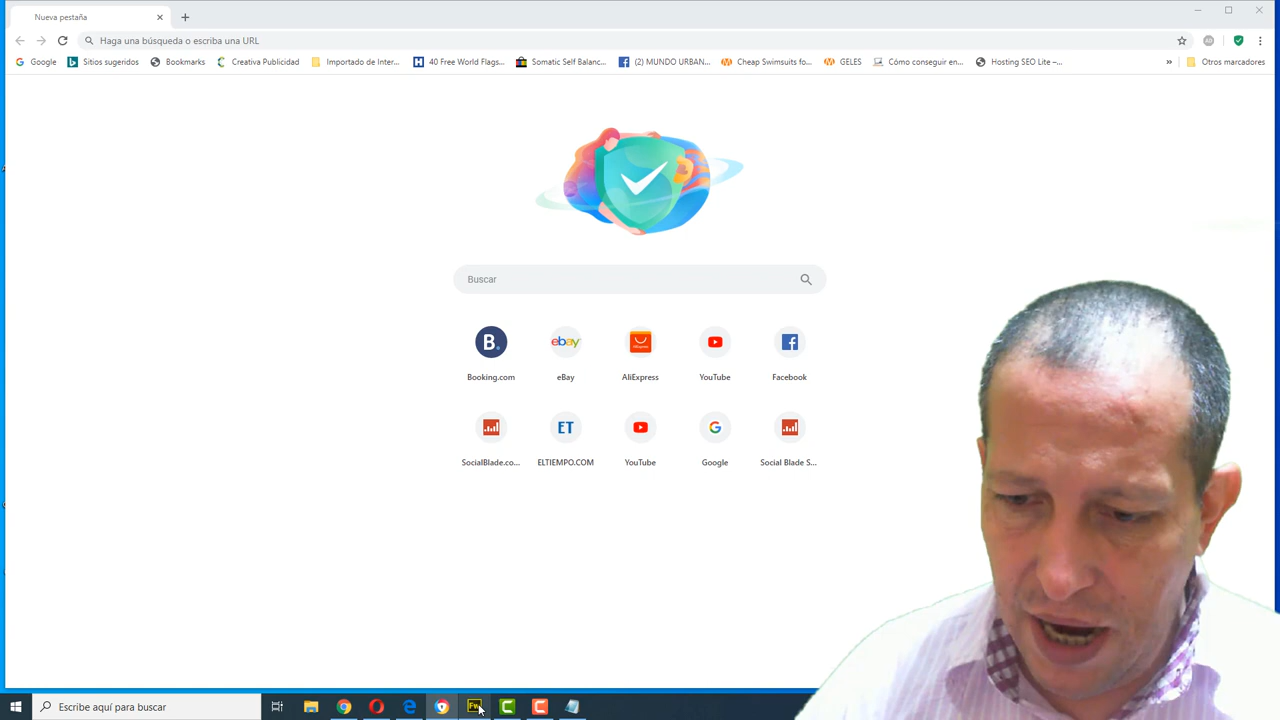 Nueva pestaña
Haga una búsqueda o escriba una URL
Google Sitios sugeridos Bookmarks Creativa Publicidad Importado de Inter... 40 Free World Flags... Somatic Self Balanc... (2) MUNDO URBAN... Cheap Swimsuits fo... GELES Cómo conseguir en... Hosting SEO Lite –... » Otros marcadores
Buscar
B. ebay
Booking.com eBay AliExpress YouTube Facebook
ET
SocialBlade.co... ELTIEMPO.COM YouTube Google Social Blade S...
Escribe aquí para buscar